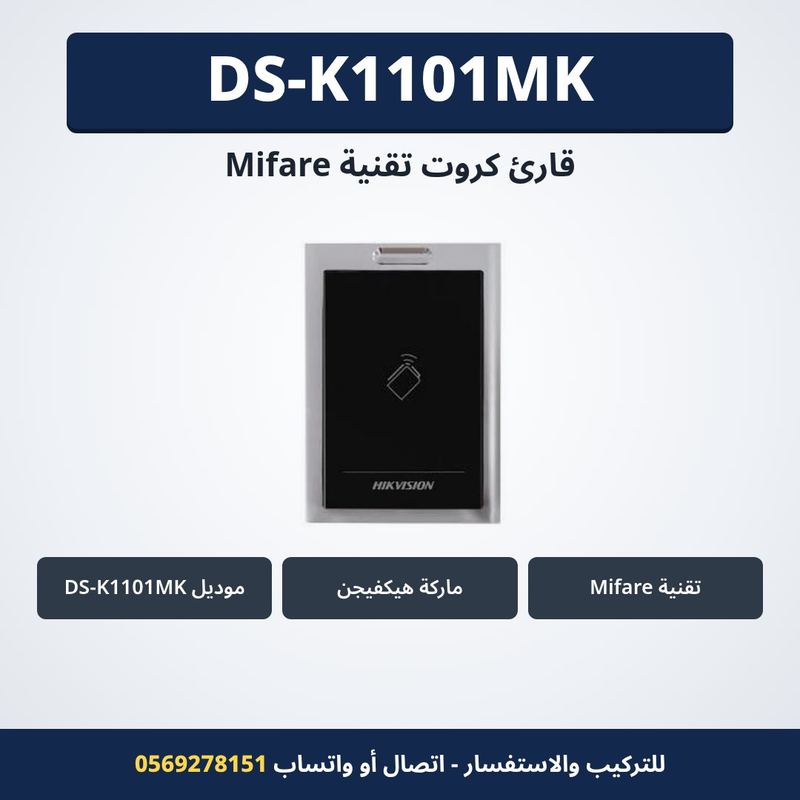 DS-K1101MK
قارئ كروت تقنية Mifare
HIKVISION
تقنية Mifare
ماركة هيكفيجن
موديل DS-K1101MK
للتركيب والاستفسار - اتصال أو واتساب 0569278151